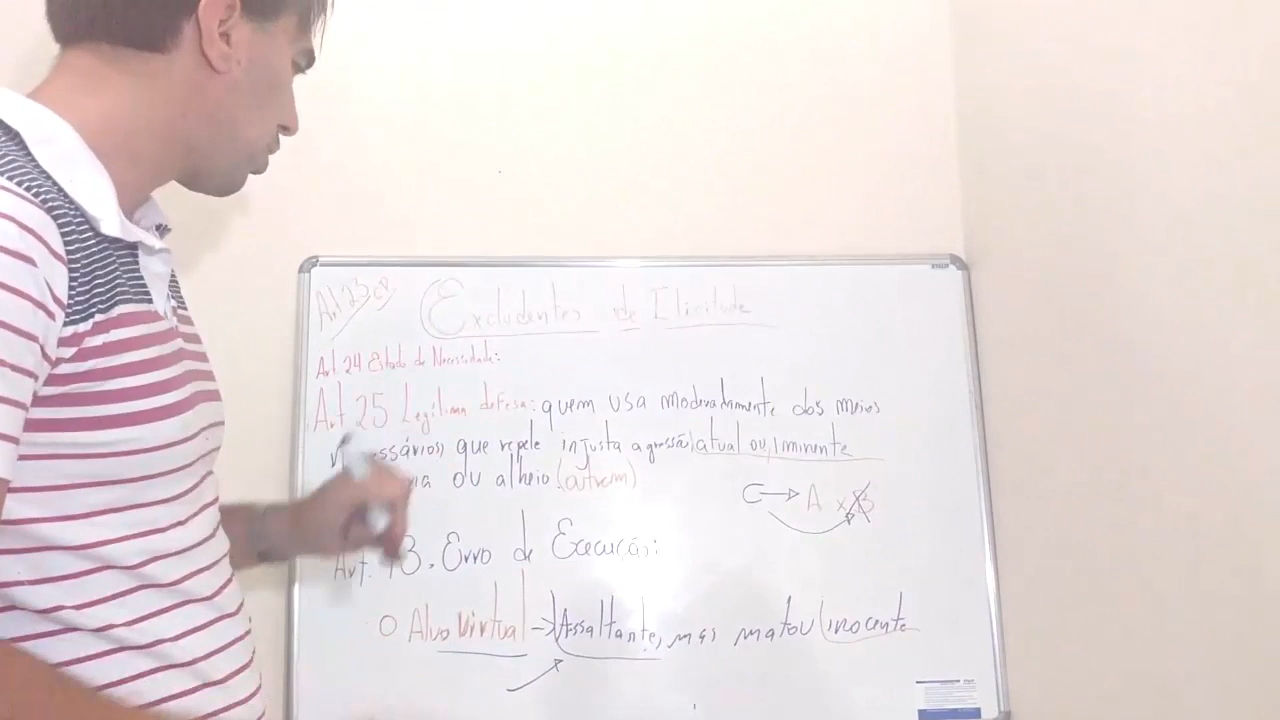 Art 23 CP
Excludentes de Ilicitude
Art. 24 Estado de Necessidade:
Art 25 Legítima defesa: quem usa moderadamente dos meios
essários, que repele injusta agressão, atual ou, iminente
ou alheio (outrem)
C → A x B
Art. 73. Erro de Execução:
O Alvo Virtual → Assaltante, mas matou inocente